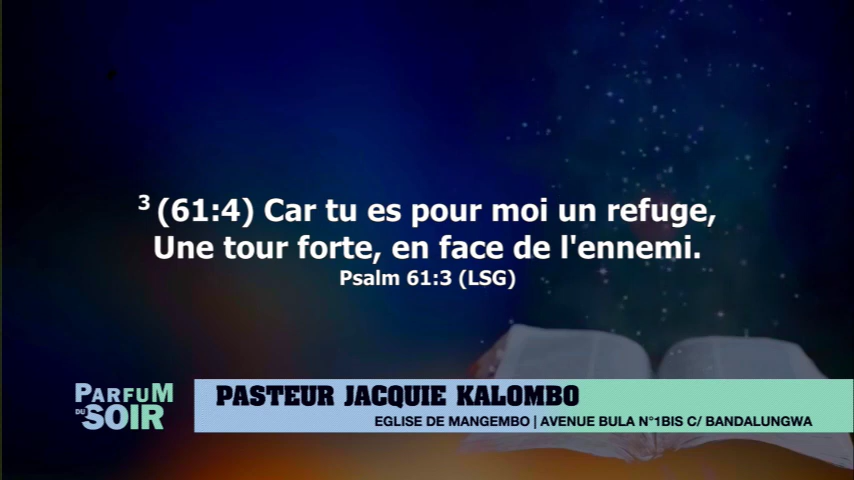 3 (61:4) Car tu es pour moi un refuge,
Une tour forte, en face de l'ennemi.
Psalm 61:3 (LSG)
PARFUM
DU SOIR
PASTEUR JACQUIE KALOMBO
EGLISE DE MANGEMBO | AVENUE BULA N°1BIS C/ BANDALUNGWA